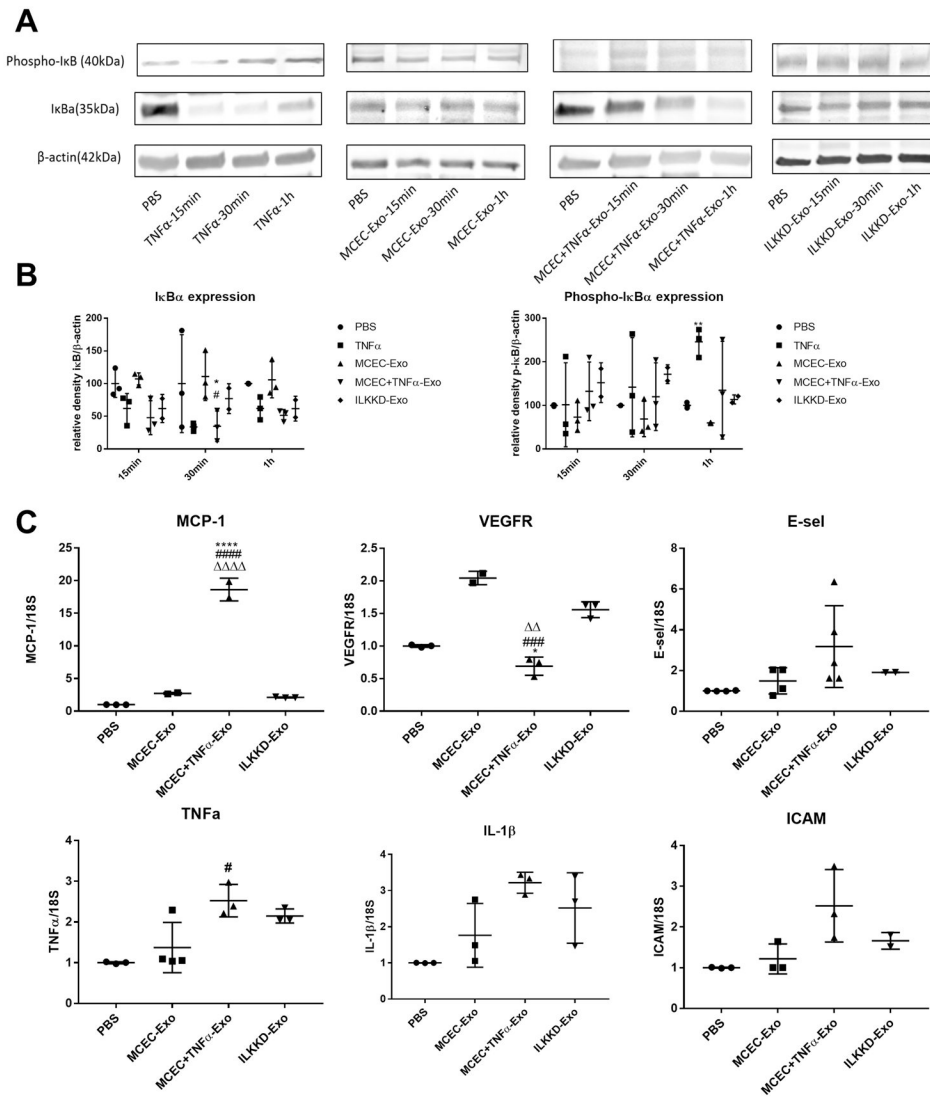 A
Phospho-IκB (40kDa)
IκBa(35kDa)
β-actin(42kDa)
PBS
TNFα-15min
TNFα-30min
TNFα-1h
MCEC-Exo-15min
MCEC-Exo-30min
MCEC-Exo-1h
PBS
MCEC+TNFα-Exo-15min
MCEC+TNFα-Exo-30min
MCEC+TNFα-Exo-1h
PBS
ILKKD-Exo-15min
ILKKD-Exo-30min
ILKKD-Exo-1h
B
IκBα expression
relative density iκB/β-actin
150
100
50
0
*
#
15min
30min
1h
PBS
TNFα
MCEC-Exo
MCEC+TNFα-Exo
ILKKD-Exo
Phospho-IκBα expression
relative density p-iκB/β-actin
300
200
100
0
**
15min
30min
1h
PBS
TNFα
MCEC-Exo
MCEC+TNFα-Exo
ILKKD-Exo
C
MCP-1
MCP-1/18S
25
20
15
10
5
0
****
####
ΔΔΔΔ
PBS
MCEC-Exo
MCEC+TNFα-Exo
ILKKD-Exo
VEGFR
VEGFR/18S
2.5
2.0
1.5
1.0
0.5
0.0
ΔΔ
###
*
PBS
MCEC-Exo
MCEC+TNFα-Exo
ILKKD-Exo
E-sel
E-sel/18S
8
6
4
2
0
PBS
MCEC-Exo
MCEC+TNFα-Exo
ILKKD-Exo
TNFa
TNFα/18S
4
3
2
1
0
#
PBS
MCEC-Exo
MCEC+TNFα-Exo
ILKKD-Exo
IL-1β
IL-1β/18S
4
3
2
1
0
PBS
MCEC-Exo
MCEC+TNFα-Exo
ILKKD-Exo
ICAM
ICAM/18S
4
3
2
1
0
PBS
MCEC-Exo
MCEC+TNFα-Exo
ILKKD-Exo